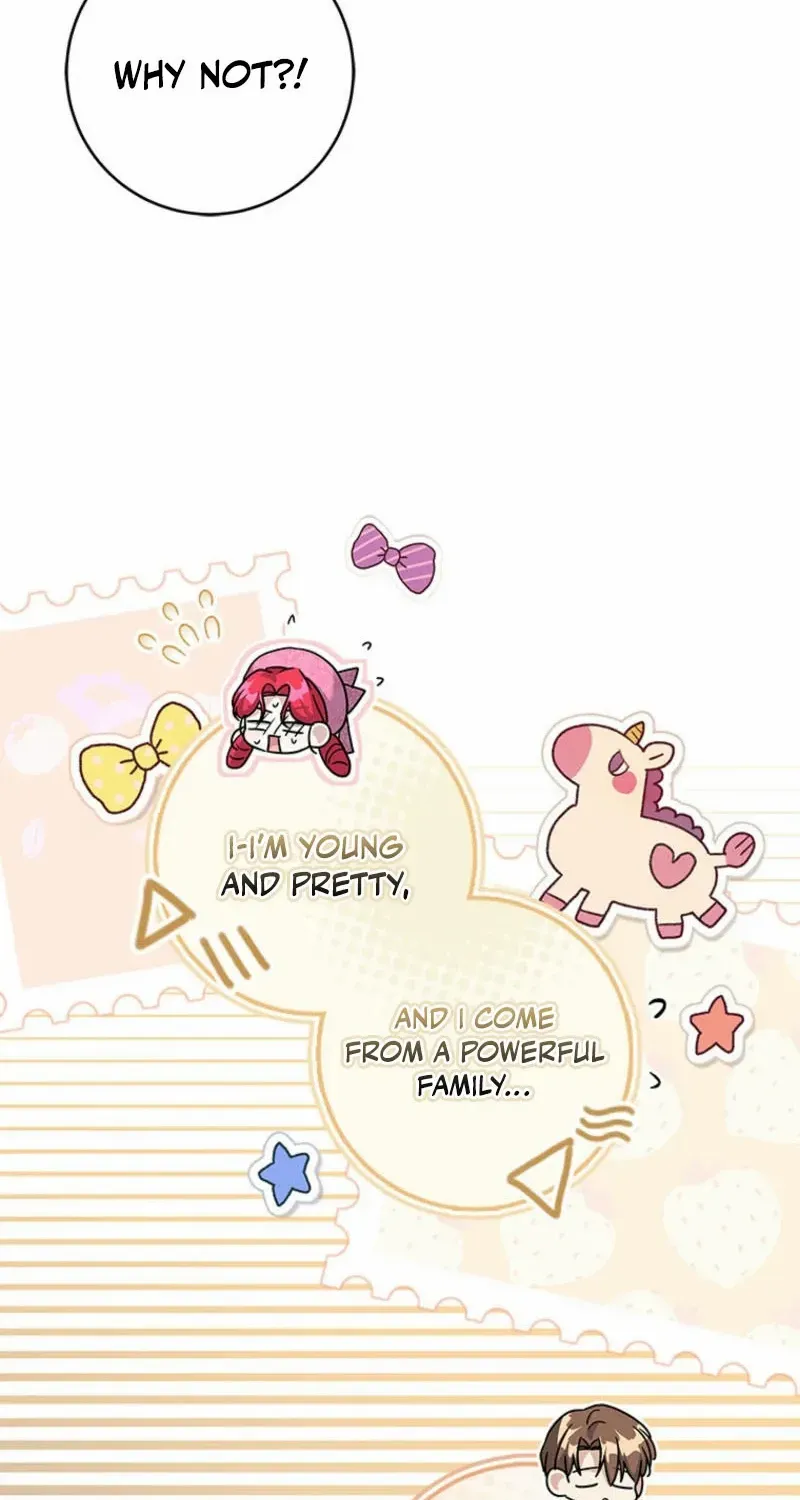 WHY NOT?!
I-I'M YOUNG
AND PRETTY,
AND I COME
FROM A POWERFUL
FAMILY...